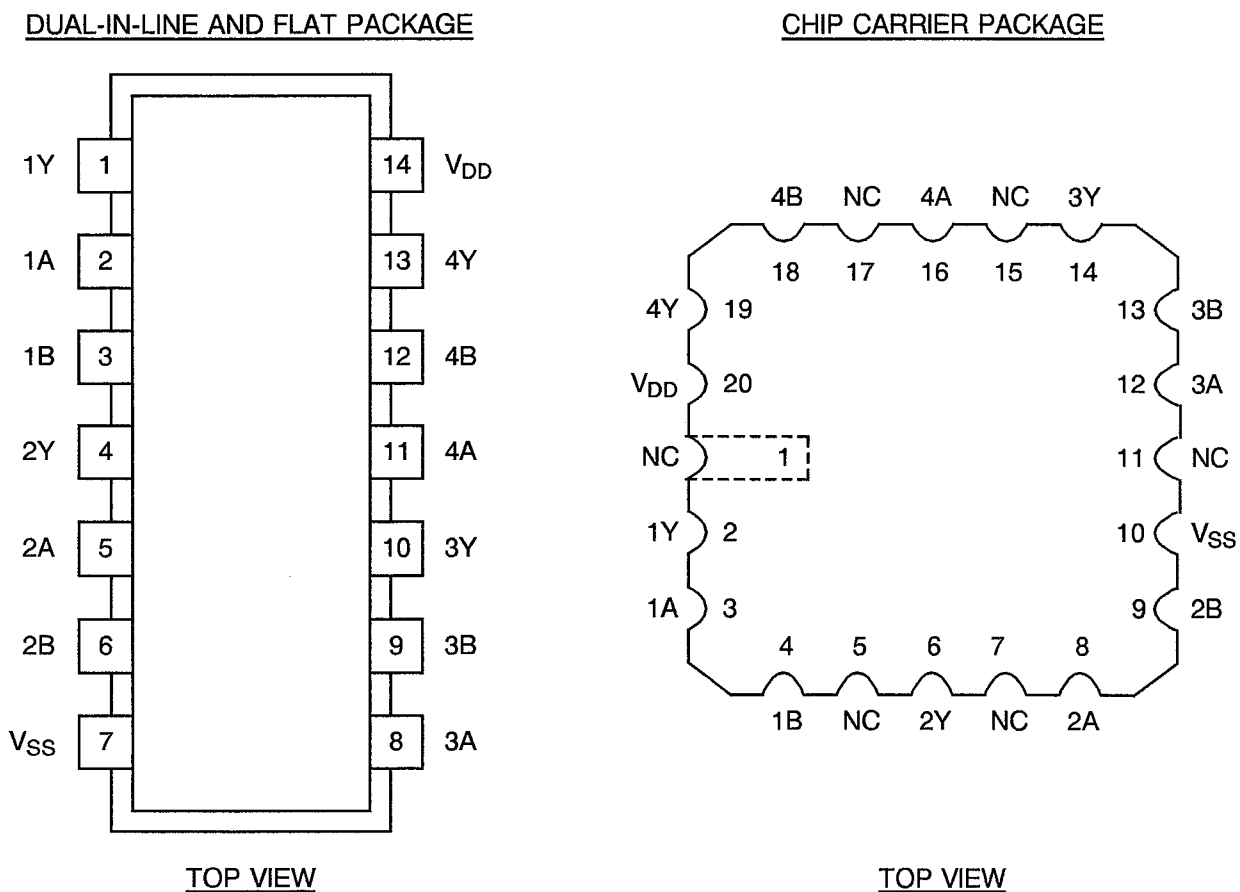 DUAL-IN-LINE AND FLAT PACKAGE
1Y 1 14 VDD
1A 2 13 4Y
1B 3 12 4B
2Y 4 11 4A
2A 5 10 3Y
2B 6 9 3B
VSS 7 8 3A
TOP VIEW
CHIP CARRIER PACKAGE
4B NC 4A NC 3Y
18 17 16 15 14
4Y 19 13 3B
VDD 20 12 3A
NC 1 11 NC
1Y 2 10 VSS
1A 3 9 2B
4 5 6 7 8
1B NC 2Y NC 2A
TOP VIEW